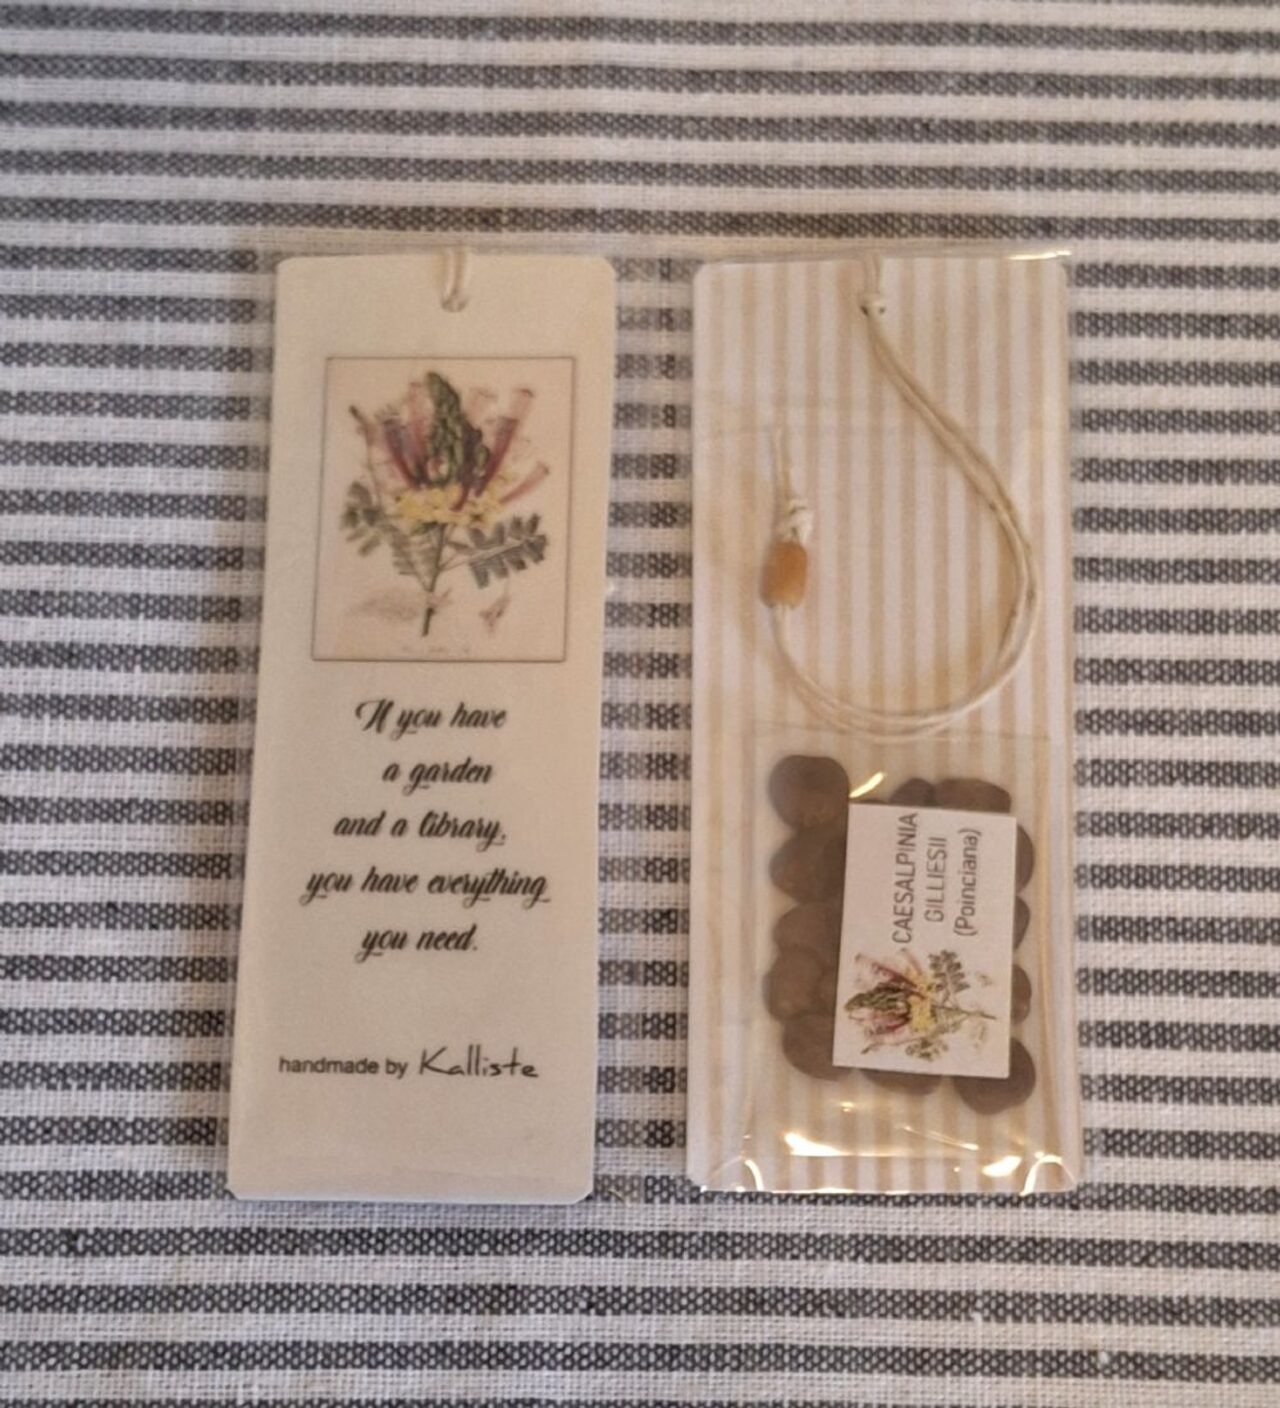 If you have
a garden
and a library,
you have everything
you need.
handmade by Kalliste
CAESALPINIA
GILLIESII
(Poinciana)